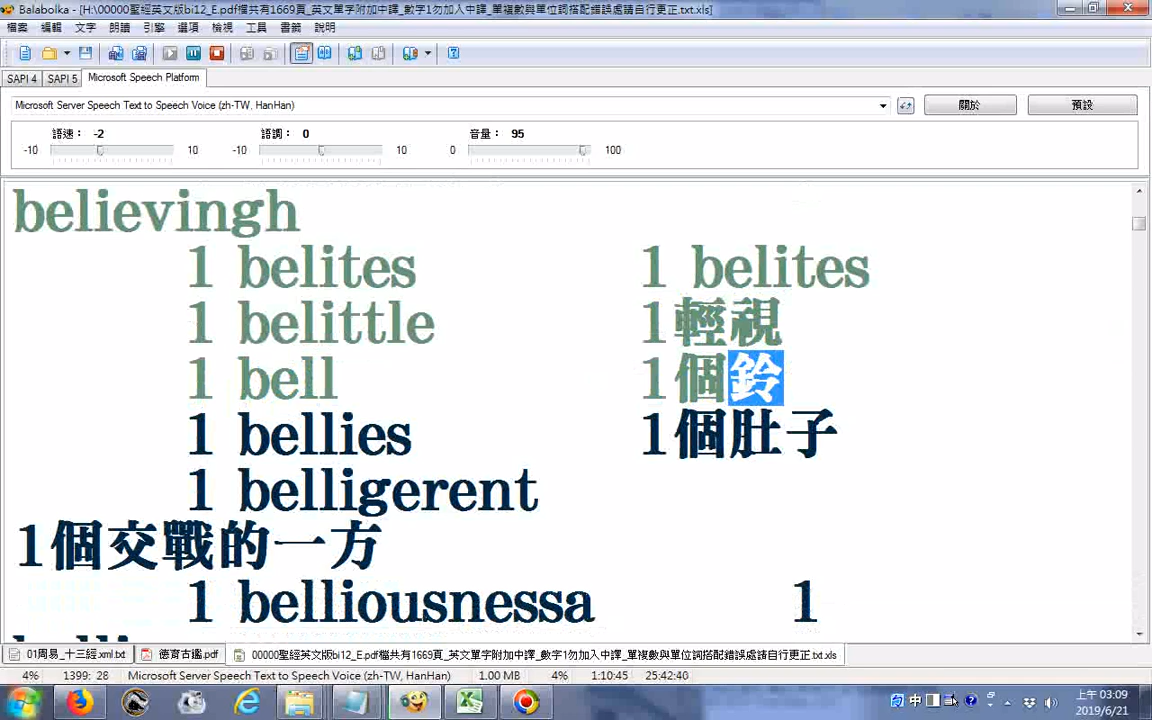 Balabolka - [H:\00000聖經英文版bi12_E.pdf檔共有1669頁_英文單字附加中譯_數字1勿加入中譯_單複數與單位詞搭配錯誤處請自行更正.txt.xls]
檔案 編輯 文字 朗讀 引擎 選項 檢視 工具 書籤 說明
SAPI 4 SAPI 5 Microsoft Speech Platform
Microsoft Server Speech Text to Speech Voice (zh-TW, HanHan) 關於 預設
語速： -2 語調： 0 音量： 95
-10 10 -10 10 0 100
believingh
1 belites 1 belites
1 belittle 1輕視
1 bell 1個鈴
1 bellies 1個肚子
1 belligerent
1個交戰的一方
1 belliousnessa 1
01周易_十三經.xml.txt 德育古鑑.pdf 00000聖經英文版bi12_E.pdf檔共有1669頁_英文單字附加中譯_數字1勿加入中譯_單複數與單位詞搭配錯誤處請自行更正.txt.xls
4% 1399: 28 Microsoft Server Speech Text to Speech Voice (zh-TW, HanHan) 1.00 MB 4% 1:10:45 25:42:40
中 上午 03:09
2019/6/21